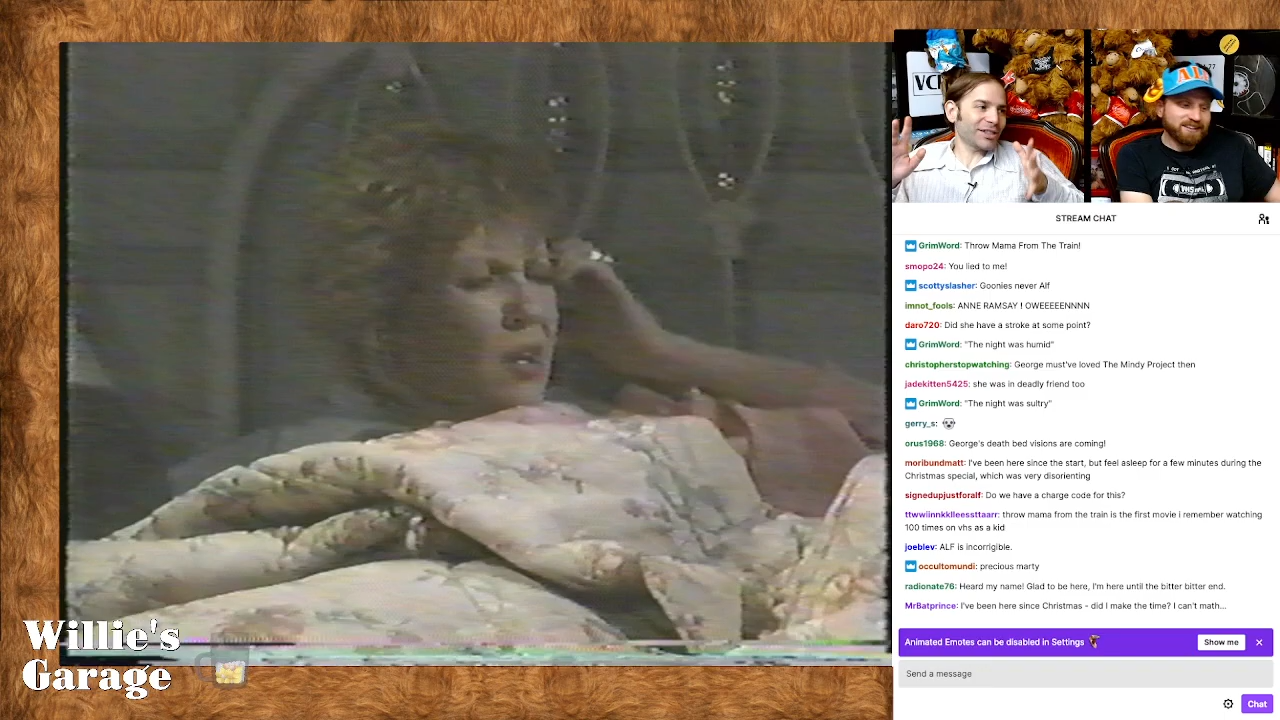 VCR
ALF
STREAM CHAT
GrimWord: Throw Mama From The Train!
smopo24: You lied to me!
scottyslasher: Goonies never Alf
imnot_fools: ANNE RAMSAY ! OWEEEEENNNN
daro720: Did she have a stroke at some point?
GrimWord: "The night was humid"
christopherstopwatching: George must've loved The Mindy Project then
jadekitten5425: she was in deadly friend too
GrimWord: "The night was sultry"
gerry_s:
orus1968: George's death bed visions are coming!
moribundmatt: I've been here since the start, but feel asleep for a few minutes during the
Christmas special, which was very disorienting
signedupjustforalf: Do we have a charge code for this?
ttwwiinnkklleessttaarr: throw mama from the train is the first movie i remember watching
100 times on vhs as a kid
joeblev: ALF is incorrigible.
occultomundi: precious marty
radionate76: Heard my name! Glad to be here, I'm here until the bitter bitter end.
MrBatprince: I've been here since Christmas - did I make the time? I can't math...
Animated Emotes can be disabled in Settings
Show me
Send a message
Chat
Willie's
Garage